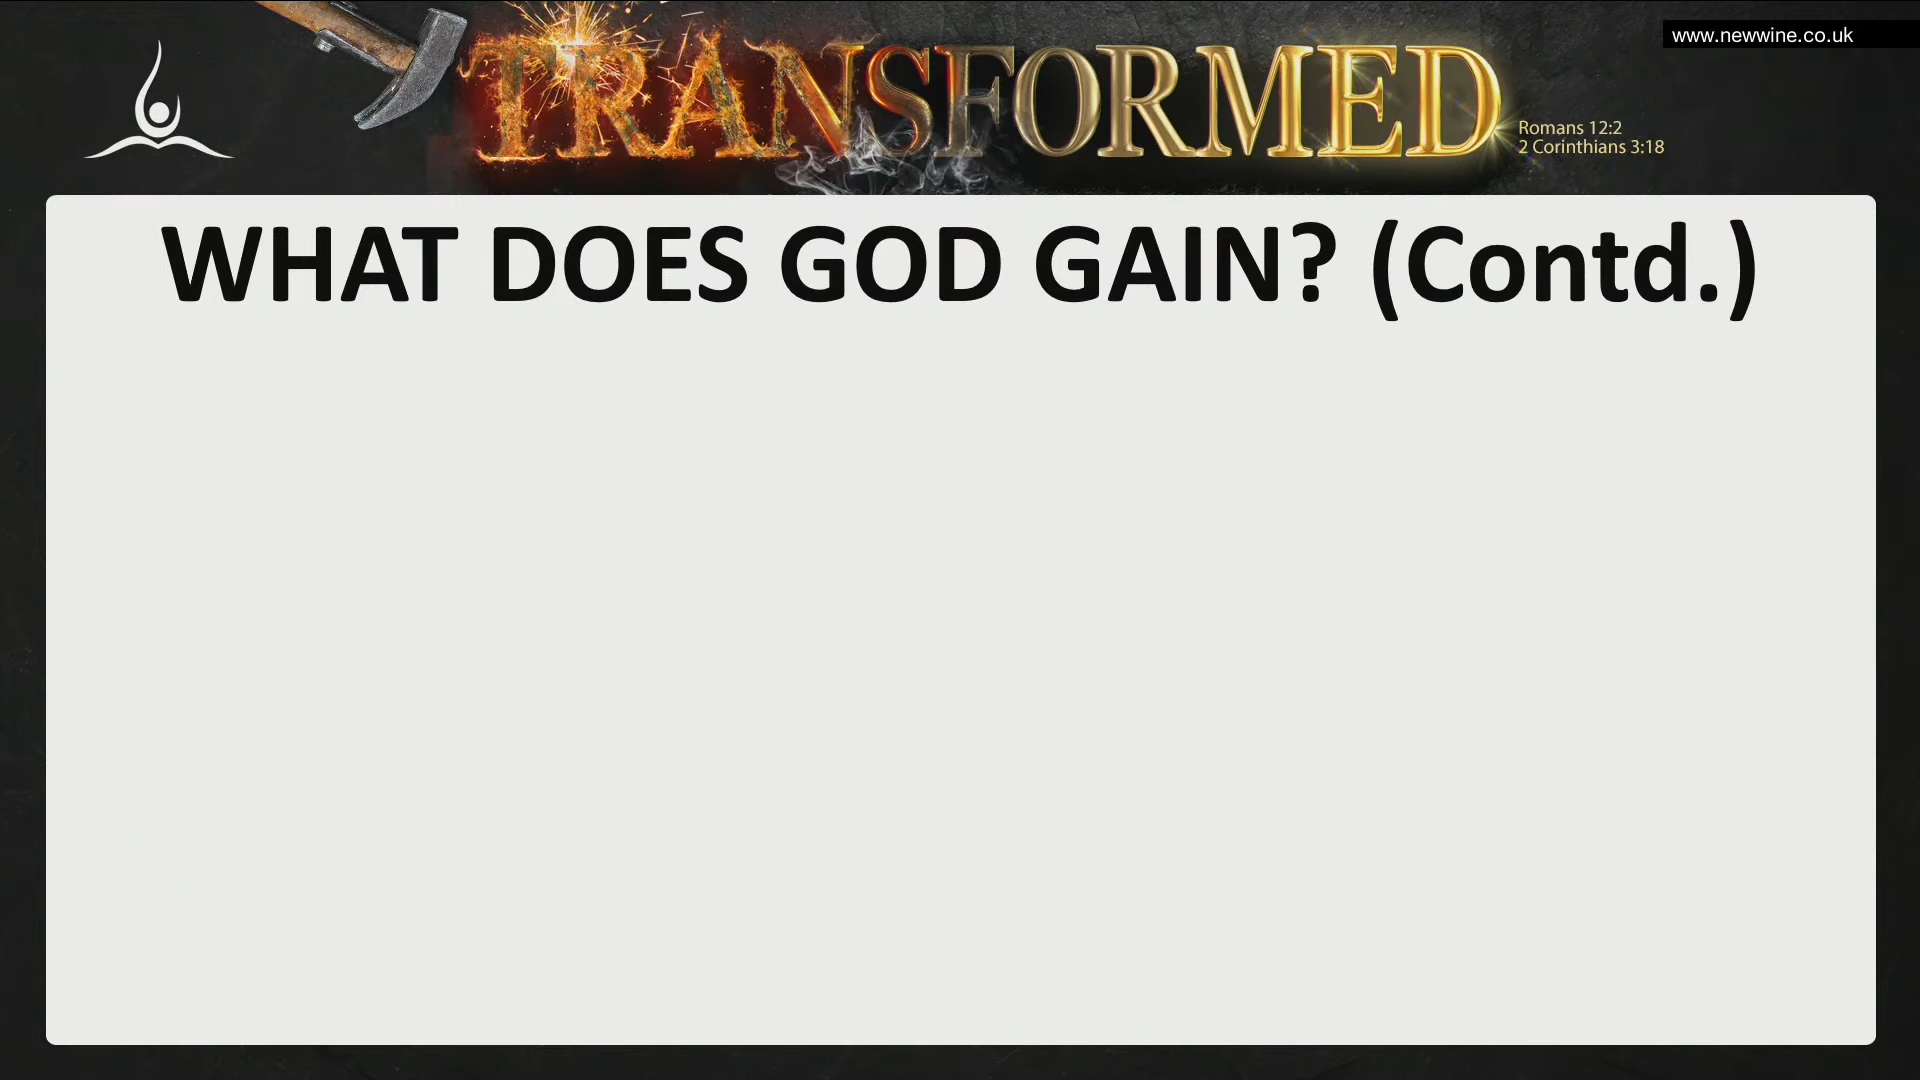 www.newwine.co.uk
TRANSFORMED
Romans 12:2
2 Corinthians 3:18
WHAT DOES GOD GAIN? (Contd.)